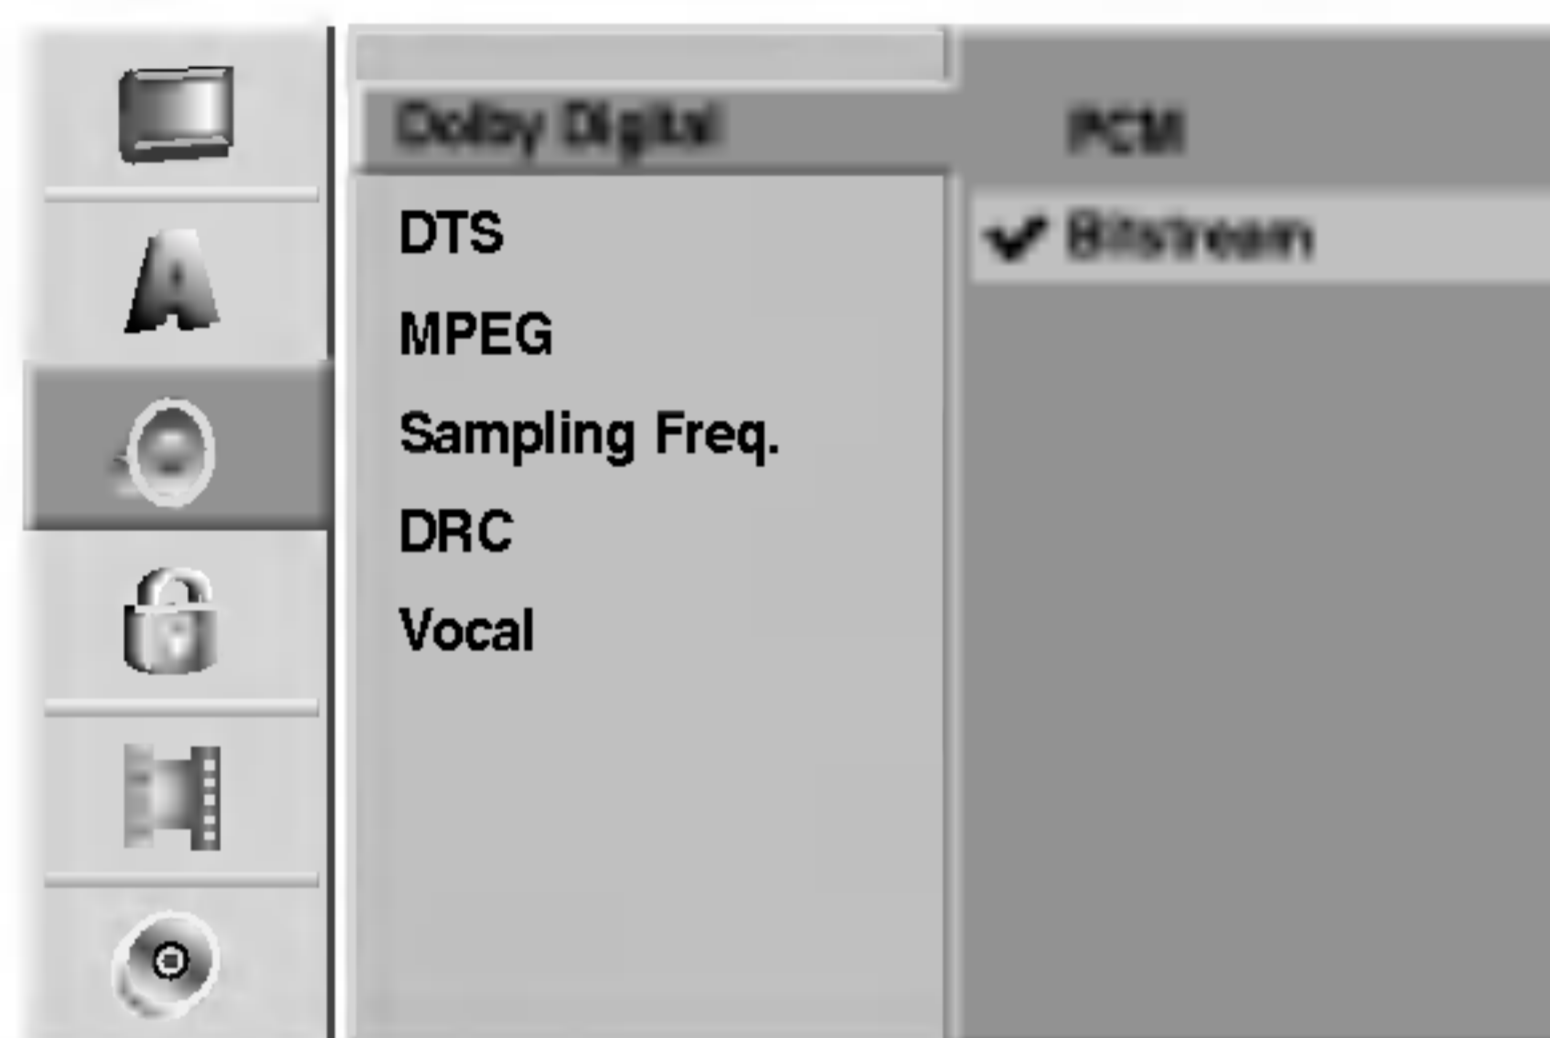 Dolby Digital
PCM
DTS
Bitstream
MPEG
Sampling Freq.
DRC
Vocal